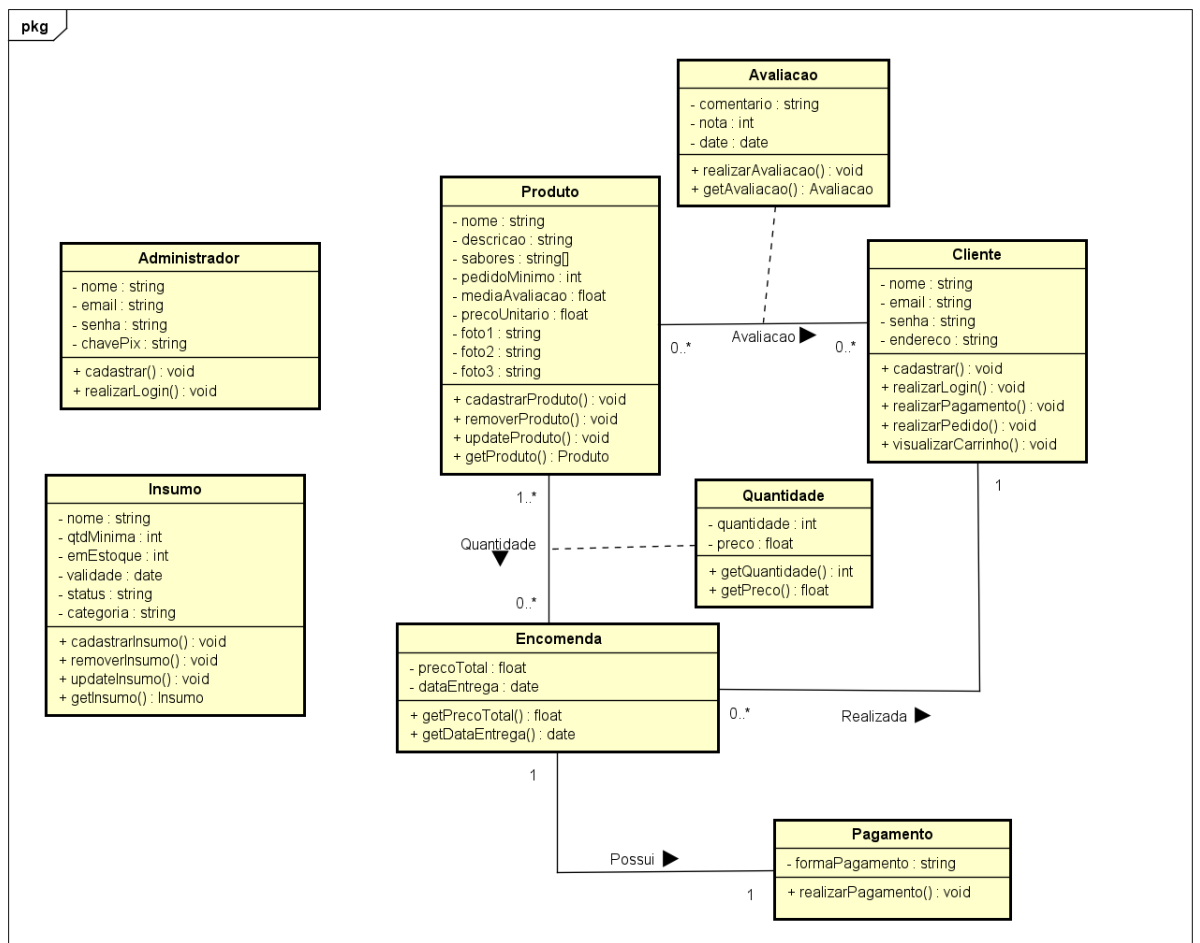 pkg
Avaliacao
- comentario : string
- nota : int
- date : date
+ realizarAvaliacao() : void
+ getAvaliacao() : Avaliacao
Produto
- nome : string
- descricao : string
- sabores : string[]
- pedidoMinimo : int
- mediaAvaliacao : float
- precoUnitario : float
- foto1 : string
- foto2 : string
- foto3 : string
+ cadastrarProduto() : void
+ removerProduto() : void
+ updateProduto() : void
+ getProduto() : Produto
Administrador
- nome : string
- email : string
- senha : string
- chavePix : string
+ cadastrar() : void
+ realizarLogin() : void
Cliente
- nome : string
- email : string
- senha : string
- endereco : string
+ cadastrar() : void
+ realizarLogin() : void
+ realizarPagamento() : void
+ realizarPedido() : void
+ visualizarCarrinho() : void
0..*
Avaliacao
0..*
Insumo
- nome : string
- qtdMinima : int
- emEstoque : int
- validade : date
- status : string
- categoria : string
+ cadastrarInsumo() : void
+ removerInsumo() : void
+ updateInsumo() : void
+ getInsumo() : Insumo
1..*
Quantidade
0..*
Quantidade
- quantidade : int
- preco : float
+ getQuantidade() : int
+ getPreco() : float
1
Encomenda
- precoTotal : float
- dataEntrega : date
+ getPrecoTotal() : float
+ getDataEntrega() : date
0..*
Realizada
1
Possui
1
Pagamento
- formaPagamento : string
+ realizarPagamento() : void